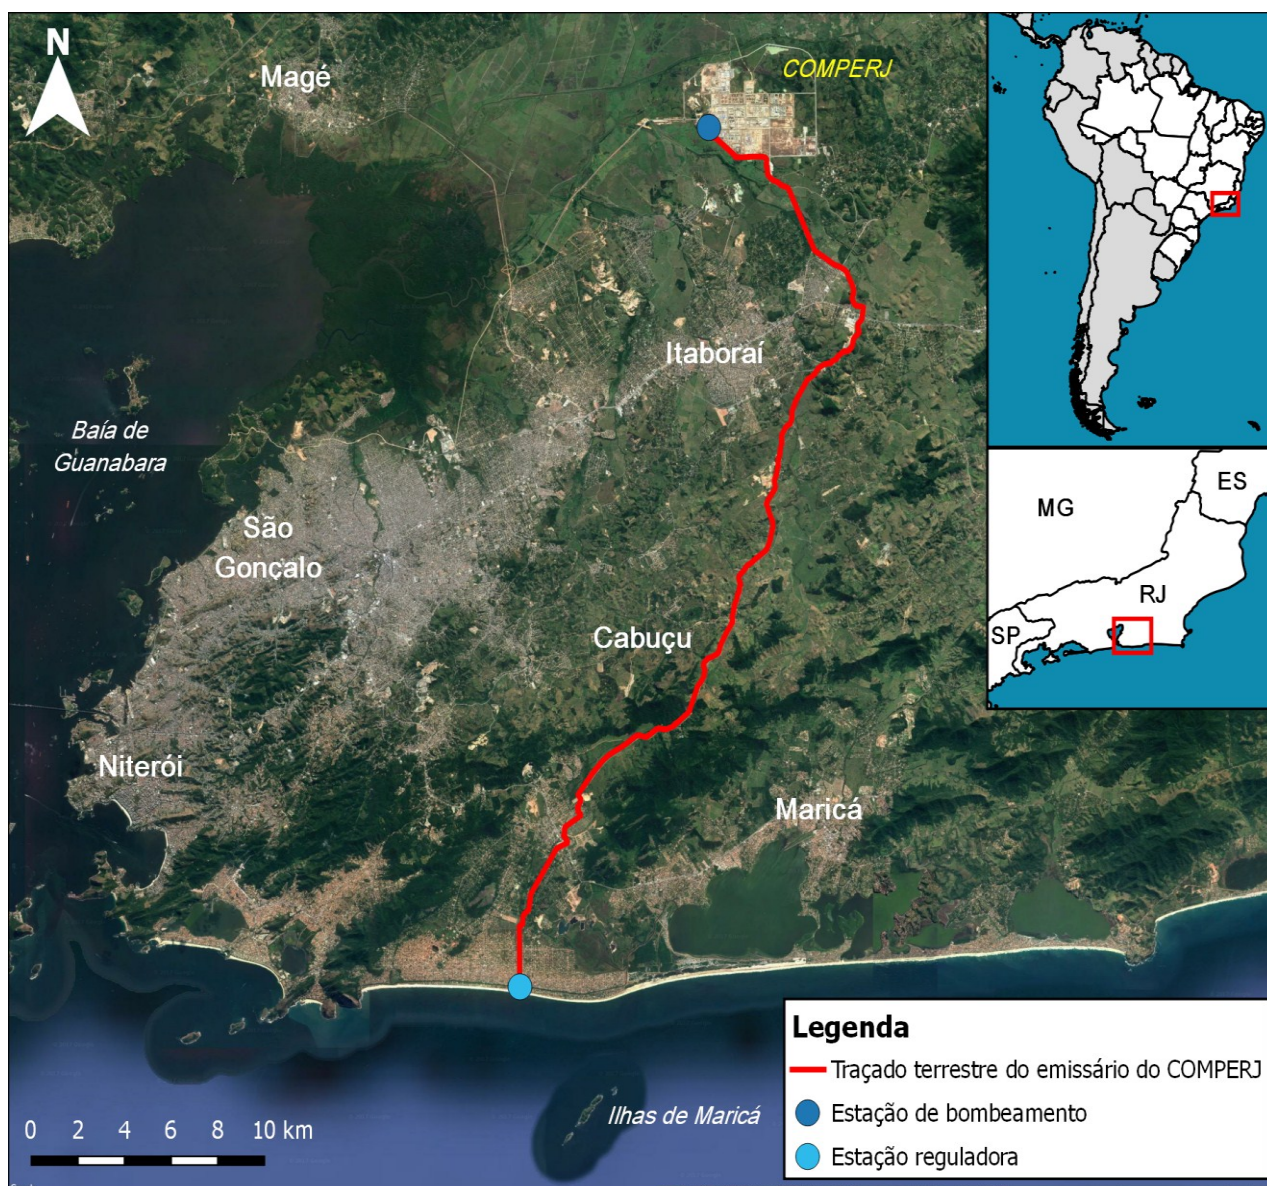 N
Magé
COMPERJ
Itaboraí
Baía de
Guanabara
São
Gonçalo
Cabuçu
Niterói
Maricá
Ilhas de Maricá
0 2 4 6 8 10 km
MG
ES
RJ
SP
Legenda
Traçado terrestre do emissário do COMPERJ
Estação de bombeamento
Estação reguladora